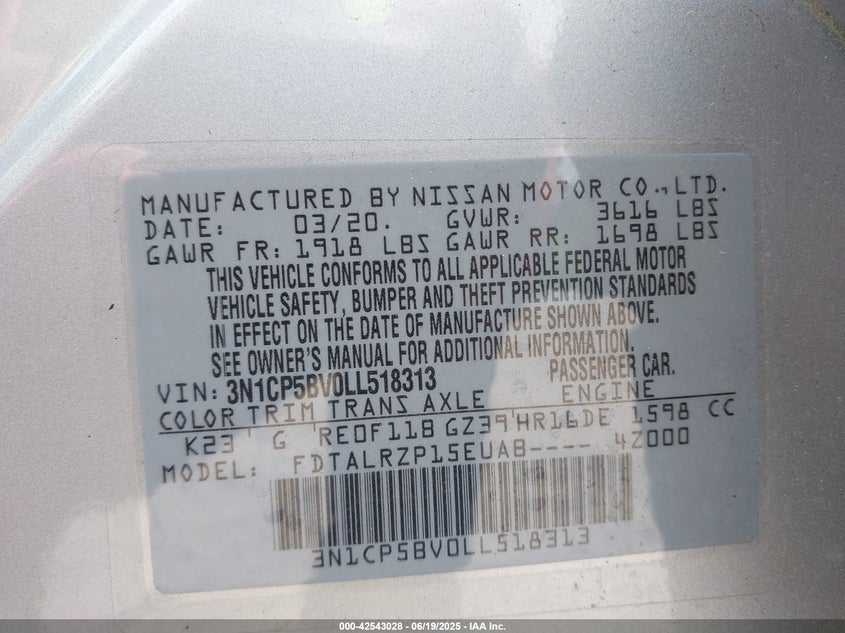 MANUFACTURED BY NISSAN MOTOR CO.,LTD.
DATE: 03/20. GVWR: 3616 LBS
GAWR FR: 1918 LBS GAWR RR: 1698 LBS
THIS VEHICLE CONFORMS TO ALL APPLICABLE FEDERAL MOTOR
VEHICLE SAFETY, BUMPER AND THEFT PREVENTION STANDARDS
IN EFFECT ON THE DATE OF MANUFACTURE SHOWN ABOVE.
SEE OWNER'S MANUAL FOR ADDITIONAL INFORMATION.
VIN: 3N1CP5BV0LL518313 PASSENGER CAR.
COLOR TRIM TRANS AXLE ENGINE
K23 G RE0F11B GZ39 HR16DE 1598 CC
MODEL: FDTALRZP15EUAB---- 4Z000
3N1CP5BV0LL518313
000-42543028 - 06/19/2025 - IAA Inc.